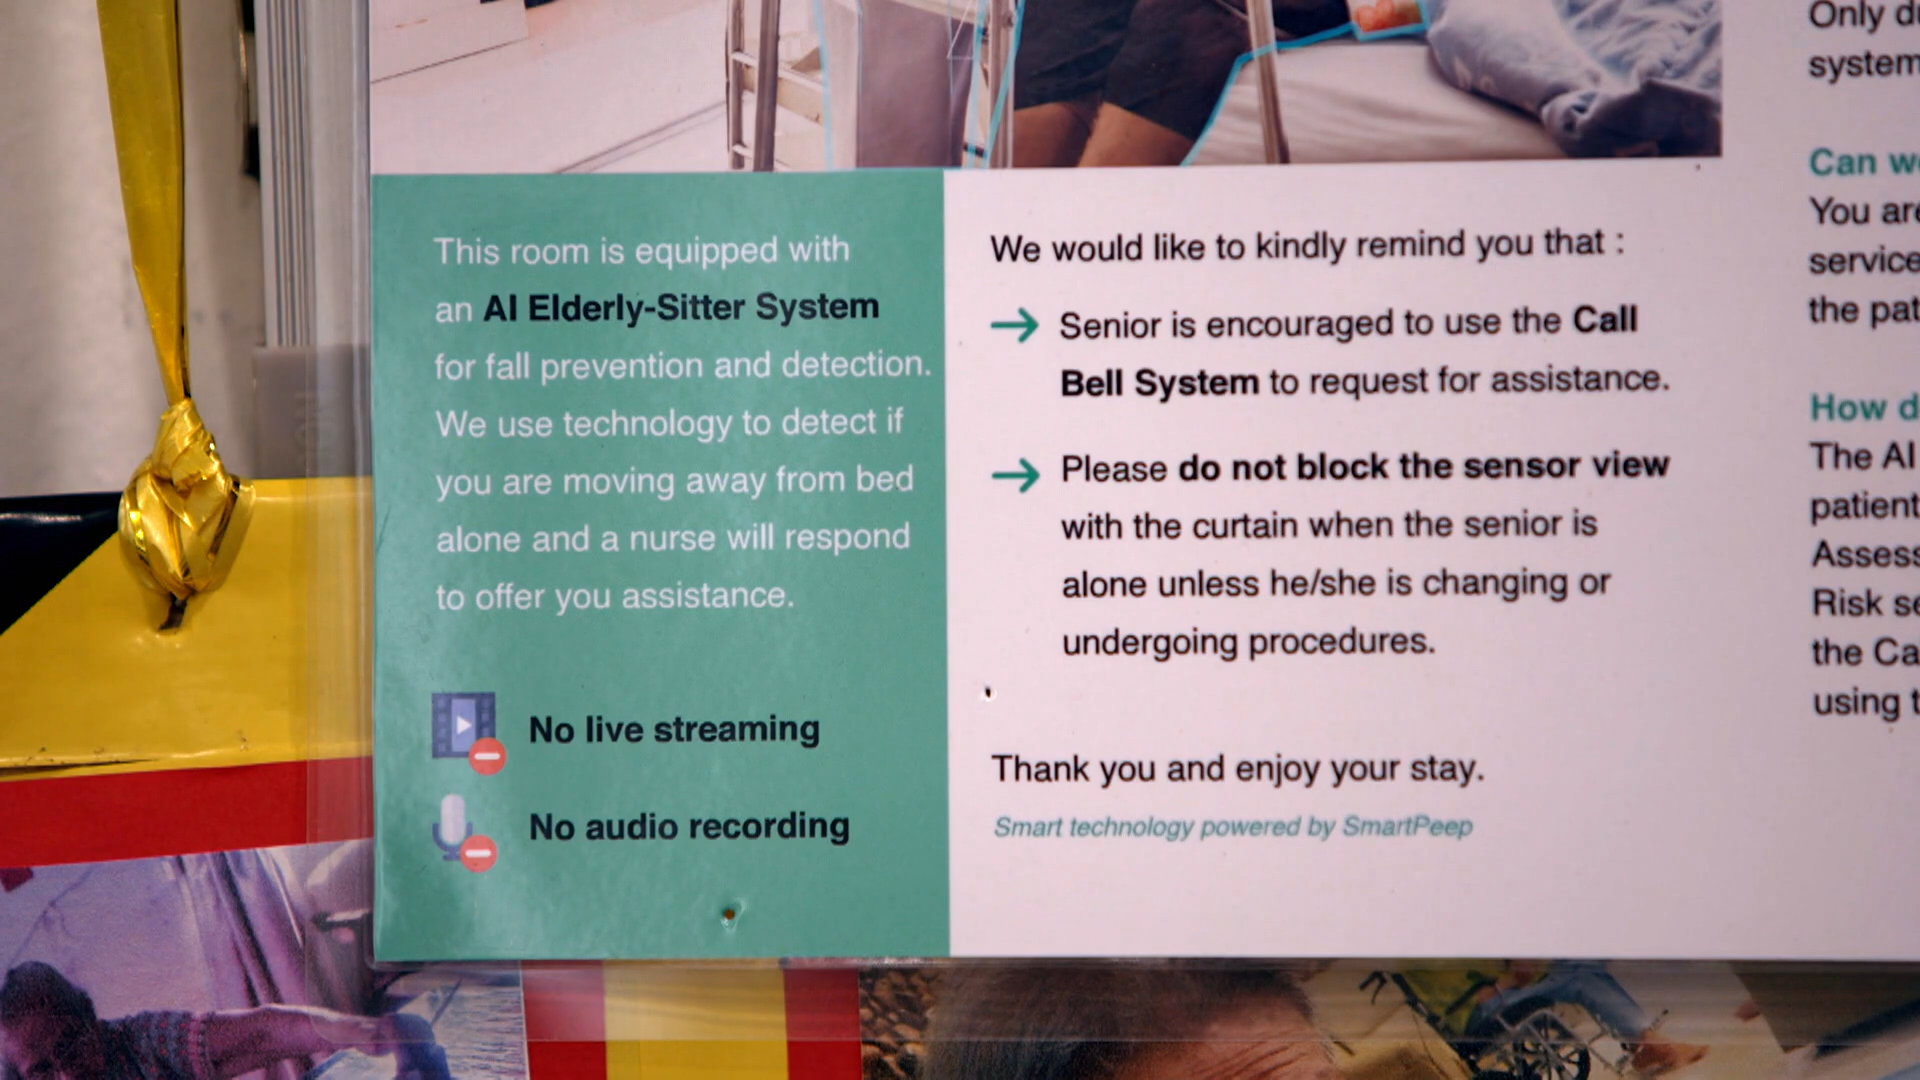 This room is equipped with
an AI Elderly-Sitter System
for fall prevention and detection.
We use technology to detect if
you are moving away from bed
alone and a nurse will respond
to offer you assistance.
No live streaming
No audio recording
We would like to kindly remind you that :
→ Senior is encouraged to use the Call
Bell System to request for assistance.
→ Please do not block the sensor view
with the curtain when the senior is
alone unless he/she is changing or
undergoing procedures.
Thank you and enjoy your stay.
Smart technology powered by SmartPeep
Only
system
Can
You are
service
the
How
The AI
patient
Assess
Risk
the
using